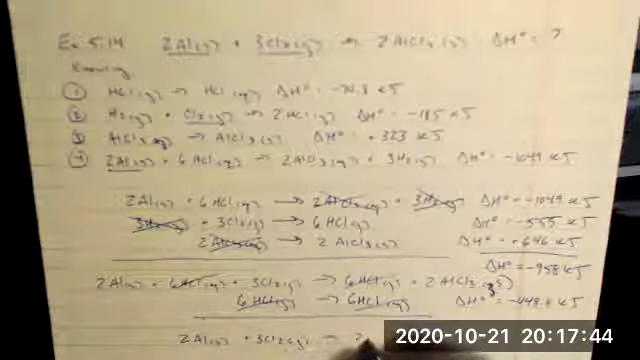 Ex 5.14 2Al(s) + 3Cl₂(g) → 2AlCl₃(s) ΔH° = ?
Knowing
① HCl(g) → HCl(aq) ΔH° = -74.8 kJ
② H₂(g) + Cl₂(g) → 2HCl(g) ΔH° = -185 kJ
③ AlCl₃(aq) → AlCl₃(s) ΔH° = +323 kJ
④ 2Al(s) + 6HCl(aq) → 2AlCl₃(aq) + 3H₂(g) ΔH° = -1049 kJ
2Al(s) + 6HCl(aq) → 2AlCl₃(aq) + 3H₂(g) ΔH° = -1049 kJ
3H₂(g) + 3Cl₂(g) → 6HCl(g) ΔH° = -555 kJ
2AlCl₃(aq) → 2AlCl₃(s) ΔH° = +646 kJ
2Al(s) + 6HCl(aq) + 3Cl₂(g) → 6HCl(g) + 2AlCl₃(s) ΔH° = -958 kJ
6HCl(g) → 6HCl(aq) ΔH° = -448.8 kJ
2Al(s) + 3Cl₂(g) → 2
2020-10-21 20:17:44